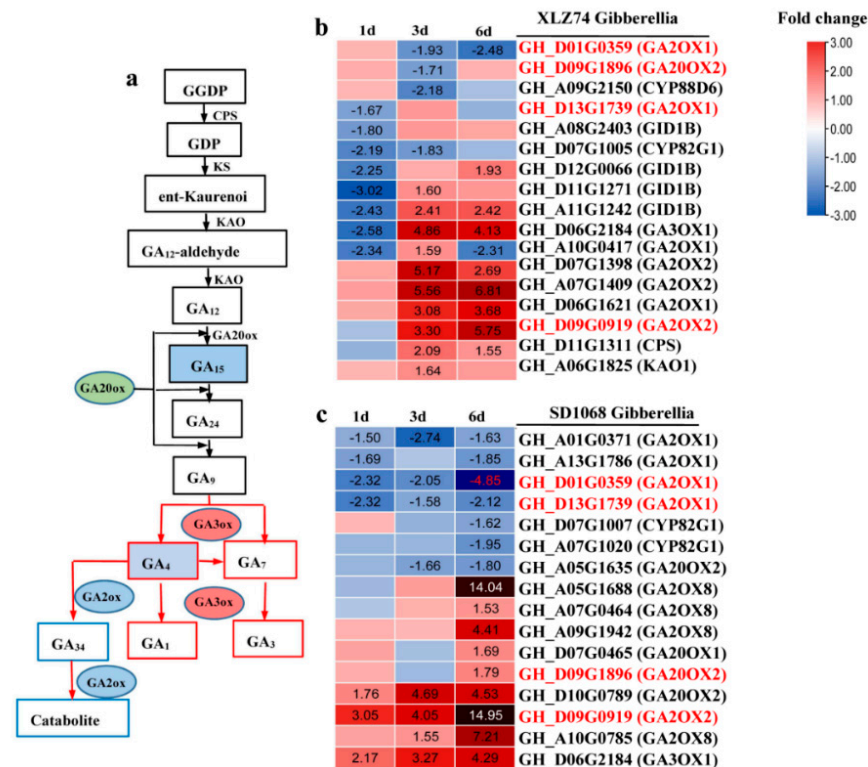 a
GGDP
CPS
GDP
KS
ent-Kaurenoi
KAO
GA12-aldehyde
KAO
GA12
GA20ox
GA15
GA20ox
GA24
GA9
GA3ox
GA4
GA7
GA2ox
GA3ox
GA34
GA1
GA3
GA2ox
Catabolite
b
1d 3d 6d XLZ74 Gibberellia
-1.93 -2.48 GH_D01G0359 (GA2OX1)
-1.71 GH_D09G1896 (GA20OX2)
-2.18 GH_A09G2150 (CYP88D6)
-1.67 GH_D13G1739 (GA2OX1)
-1.80 GH_A08G2403 (GID1B)
-2.19 -1.83 GH_D07G1005 (CYP82G1)
-2.25 1.93 GH_D12G0066 (GID1B)
-3.02 1.60 GH_D11G1271 (GID1B)
-2.43 2.41 2.42 GH_A11G1242 (GID1B)
-2.58 4.86 4.13 GH_D06G2184 (GA3OX1)
-2.34 1.59 -2.31 GH_A10G0417 (GA2OX1)
5.17 2.69 GH_D07G1398 (GA2OX2)
5.56 6.81 GH_A07G1409 (GA2OX2)
3.08 3.68 GH_D06G1621 (GA2OX1)
3.30 5.75 GH_D09G0919 (GA2OX2)
2.09 1.55 GH_D11G1311 (CPS)
1.64 GH_A06G1825 (KAO1)
Fold change
3.00
2.00
1.00
0.00
-1.00
-2.00
-3.00
c
1d 3d 6d SD1068 Gibberellia
-1.50 -2.74 -1.63 GH_A01G0371 (GA2OX1)
-1.69 -1.85 GH_A13G1786 (GA2OX1)
-2.32 -2.05 -4.85 GH_D01G0359 (GA2OX1)
-2.32 -1.58 -2.12 GH_D13G1739 (GA2OX1)
-1.62 GH_D07G1007 (CYP82G1)
-1.95 GH_A07G1020 (CYP82G1)
-1.66 -1.80 GH_A05G1635 (GA20OX2)
14.04 GH_A05G1688 (GA2OX8)
1.53 GH_A07G0464 (GA2OX8)
4.41 GH_A09G1942 (GA2OX8)
1.69 GH_D07G0465 (GA20OX1)
1.79 GH_D09G1896 (GA20OX2)
1.76 4.69 4.53 GH_D10G0789 (GA20OX2)
3.05 4.05 14.95 GH_D09G0919 (GA2OX2)
1.55 7.21 GH_A10G0785 (GA2OX8)
2.17 3.27 4.29 GH_D06G2184 (GA3OX1)